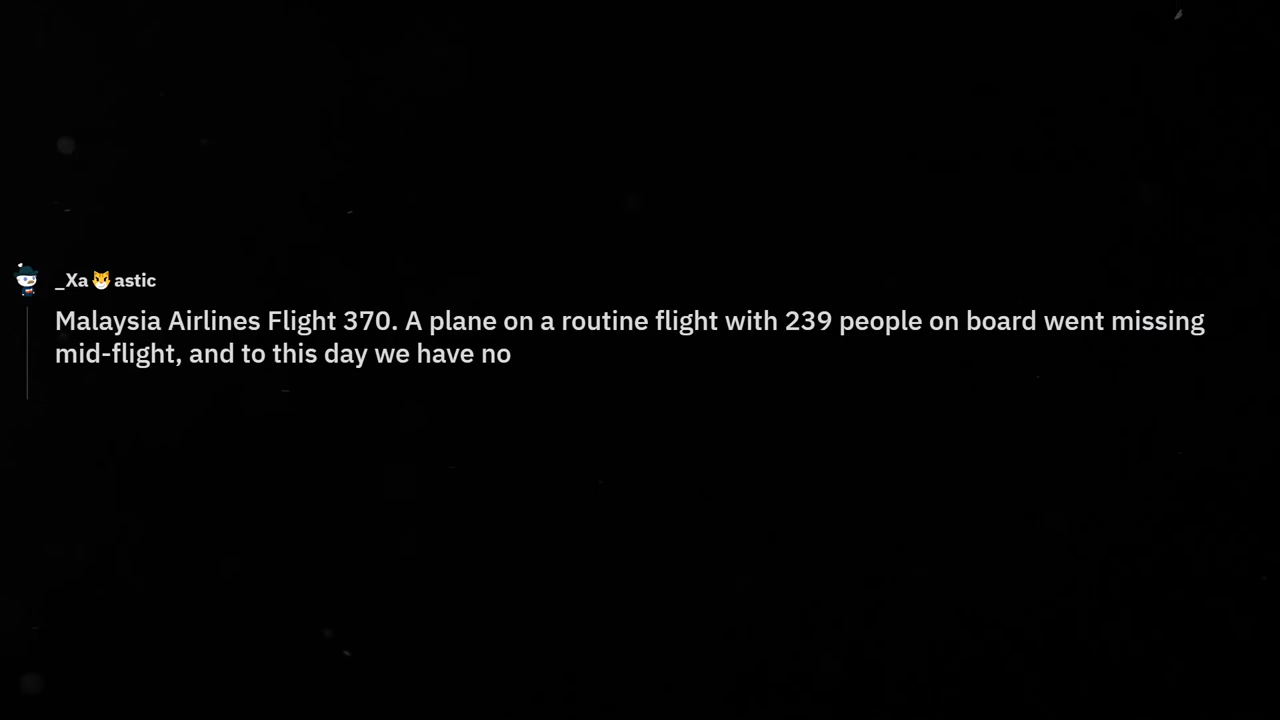 _Xa🐯astic
Malaysia Airlines Flight 370. A plane on a routine flight with 239 people on board went missing
mid-flight, and to this day we have no